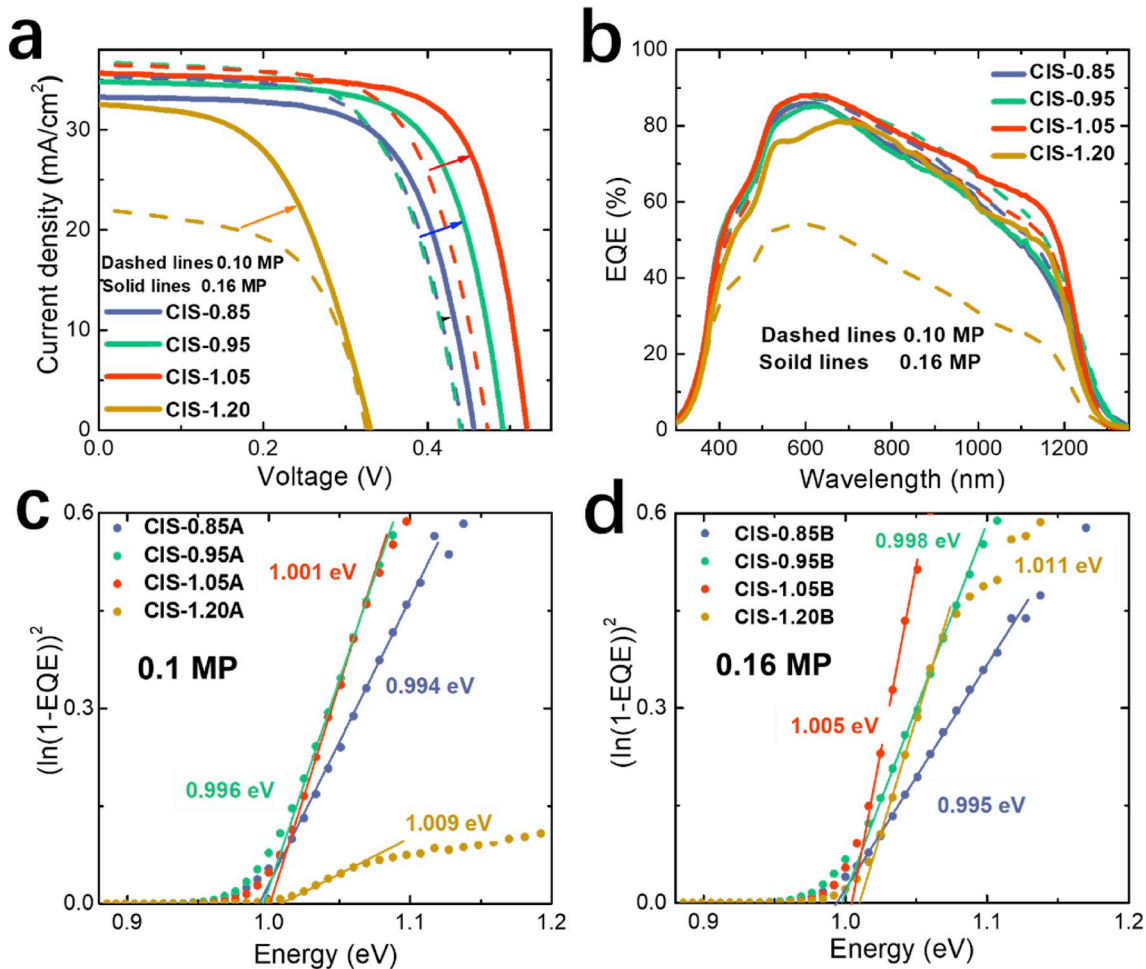 a
Current density (mA/cm²)
30
20
10
0
Dashed lines 0.10 MP
Solid lines 0.16 MP
CIS-0.85
CIS-0.95
CIS-1.05
CIS-1.20
0.0
0.2
0.4
Voltage (V)
b
EQE (%)
100
80
60
40
20
0
CIS-0.85
CIS-0.95
CIS-1.05
CIS-1.20
Dashed lines 0.10 MP
Soild lines 0.16 MP
400
600
800
1000
1200
Wavelength (nm)
c
(ln(1-EQE))²
0.6
0.3
0.0
CIS-0.85A
CIS-0.95A
CIS-1.05A
CIS-1.20A
0.1 MP
1.001 eV
0.994 eV
0.996 eV
1.009 eV
0.9
1.0
1.1
1.2
Energy (eV)
d
(ln(1-EQE))²
0.6
0.3
0.0
CIS-0.85B
CIS-0.95B
CIS-1.05B
CIS-1.20B
0.16 MP
0.998 eV
1.011 eV
1.005 eV
0.995 eV
0.9
1.0
1.1
1.2
Energy (eV)